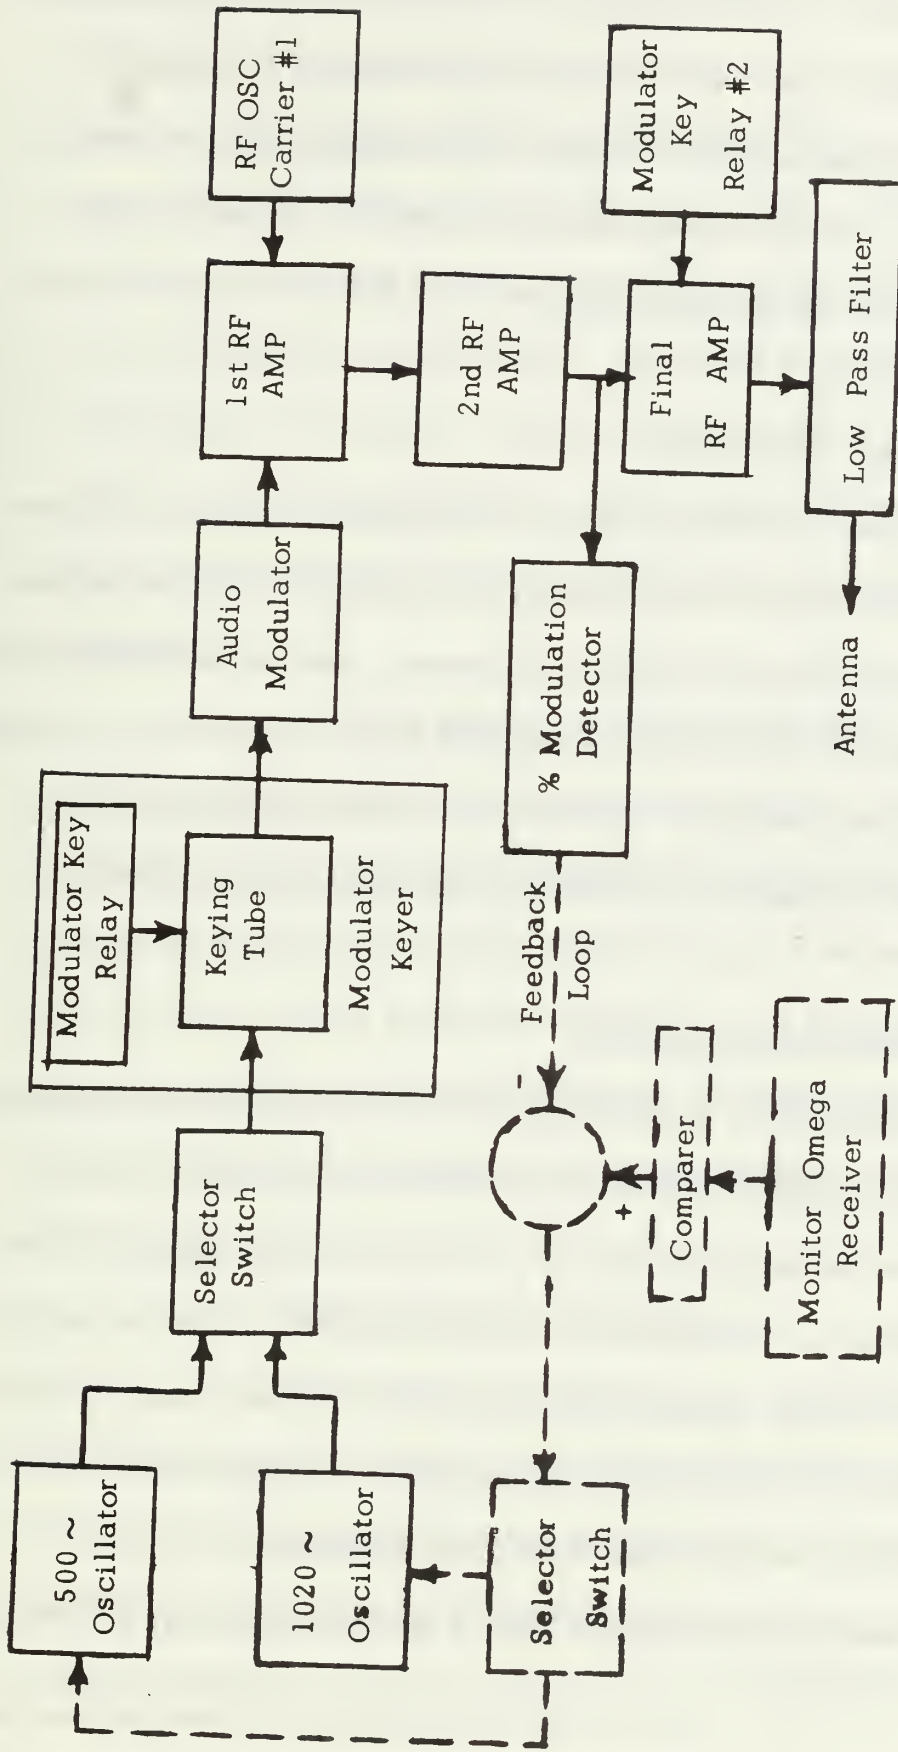 500 ~
Oscillator
1020 ~
Oscillator
Selector
Switch
Modulator Key
Relay
Keying
Tube
Modulator
Keyer
Audio
Modulator
1st RF
AMP
RF OSC
Carrier #1
2nd RF
AMP
Modulator
Key
Relay #2
Final
RF AMP
Low Pass Filter
Antenna
% Modulation
Detector
Feedback
Loop
-
+
Comparer
Monitor Omega
Receiver
Selector
Switch